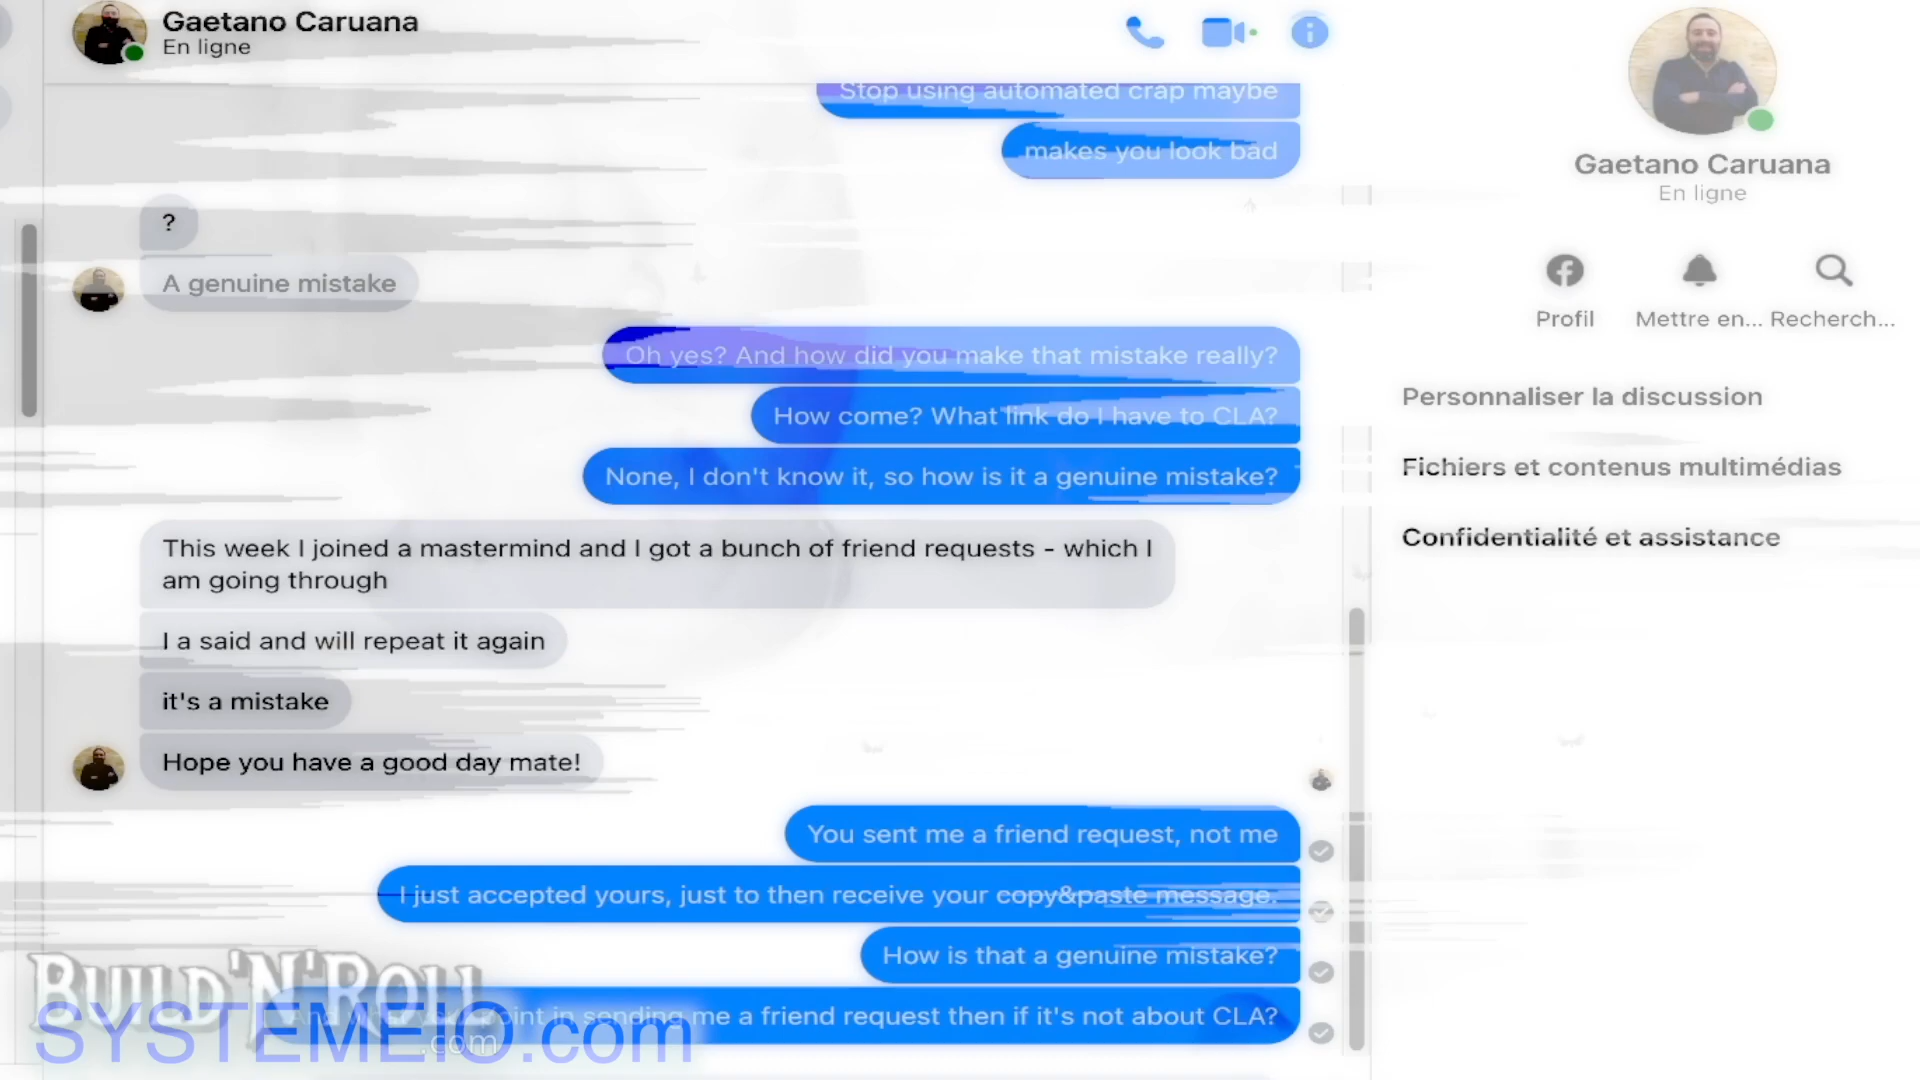 Gaetano Caruana
En ligne
Stop using automated crap maybe
makes you look bad
?
A genuine mistake
Oh yes? And how did you make that mistake really?
How come? What link do I have to CLA?
None, I don't know it, so how is it a genuine mistake?
This week I joined a mastermind and I got a bunch of friend requests - which I
am going through
I a said and will repeat it again
it's a mistake
Hope you have a good day mate!
You sent me a friend request, not me
I just accepted yours, just to then receive your copy&paste message.
How is that a genuine mistake?
point in sending me a friend request then if it's not about CLA?
BUILD'N'ROLL
.com
SYSTEMEIO.com
Gaetano Caruana
En ligne
Profil
Mettre en...
Recherch...
Personnaliser la discussion
Fichiers et contenus multimédias
Confidentialité et assistance